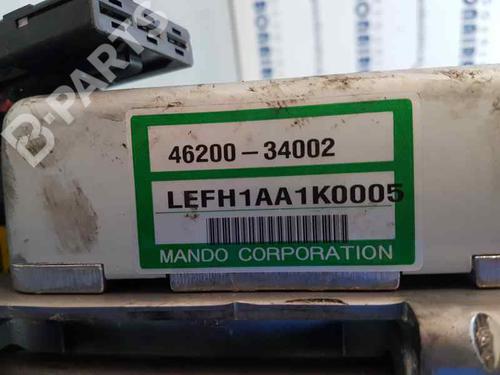 B-PARTS
46200-34002
LEFH1AA1K0005
MANDO CORPORATION